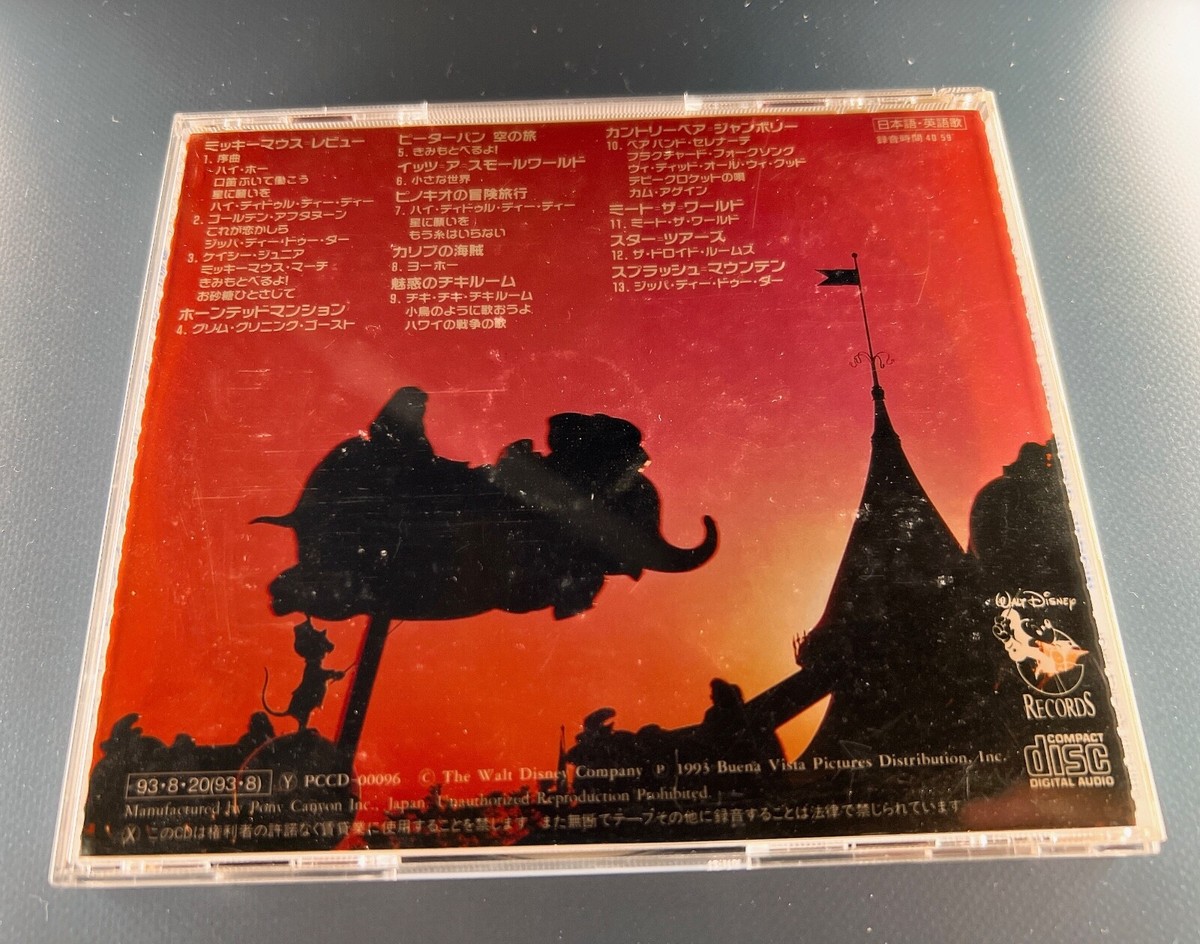 ミッキーマウス=レビュー
1. 序曲
ハイ・ホー
口笛ふいて働こう
星に願いを
ハイ・ディドゥル・ディー・ディー
2. ゴールデン・アフタヌーン
これが恋かしら
ジッパ・ディー・ドゥー・ダー
3. ケイシー・ジュニア
ミッキーマウス・マーチ
きみもとべるよ!
お砂糖ひとさじで
ホーンテッドマンション
4. グリム・グリニング・ゴースト
ピーターパン 空の旅
5. きみもとべるよ!
イッツ=ア=スモールワールド
6. 小さな世界
ピノキオの冒険旅行
7. ハイ・ディドゥル・ディー・ディー
星に願いを
もう糸はいらない
カリブの海賊
8. ヨーホー
魅惑のチキルーム
9. チキ・チキ・チキルーム
小鳥のように歌おうよ
ハワイの戦争の歌
カントリーベア=ジャンボリー
10. ベアバンド・セレナーデ
フラクチャード・フォークソング
ヴィ・ディッド・オール・ウィ・クッド
デビークロケットの唄
カム・アゲイン
ミート=ザ=ワールド
11. ミート・ザ・ワールド
スター=ツアーズ
12. ザ・ドロイド・ルームズ
スプラッシュ=マウンテン
13. ジッパ・ディー・ドゥー・ダー
日本語・英語歌
録音時間 40 59
WALT DISNEY
RECORDS
COMPACT
disc
DIGITAL AUDIO
93・8・20(93・8) Ⓨ PCCD-00096 © The Walt Disney Company ℗ 1993 Buena Vista Pictures Distribution, Inc.
Manufactured by Pony Canyon Inc., Japan. Unauthorized Reproduction Prohibited.
Ⓧ このCDは権利者の許諾なく賃貸業に使用することを禁じます。また無断でテープその他に録音することは法律で禁じられています。